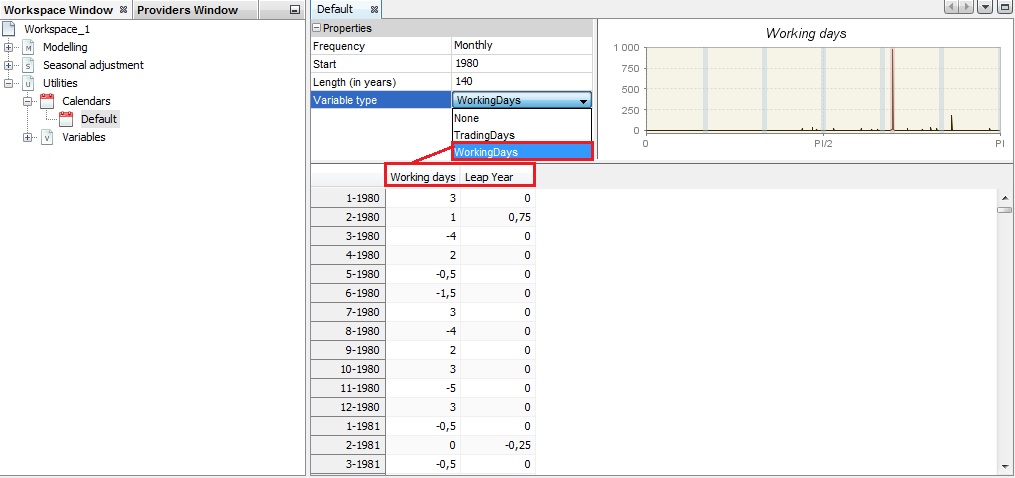 Workspace Window
Providers Window
Workspace_1
Modelling
Seasonal adjustment
Utilities
Calendars
Default
Variables
Default
Properties
Frequency Monthly
Start 1980
Length (in years) 140
Variable type WorkingDays
None
TradingDays
WorkingDays
Working days
1 000
750
500
250
0
0 PI/2 PI
Working days Leap Year
1-1980 3 0
2-1980 1 0,75
3-1980 -4 0
4-1980 2 0
5-1980 -0,5 0
6-1980 -1,5 0
7-1980 3 0
8-1980 -4 0
9-1980 2 0
10-1980 3 0
11-1980 -5 0
12-1980 3 0
1-1981 -0,5 0
2-1981 0 -0,25
3-1981 -0,5 0